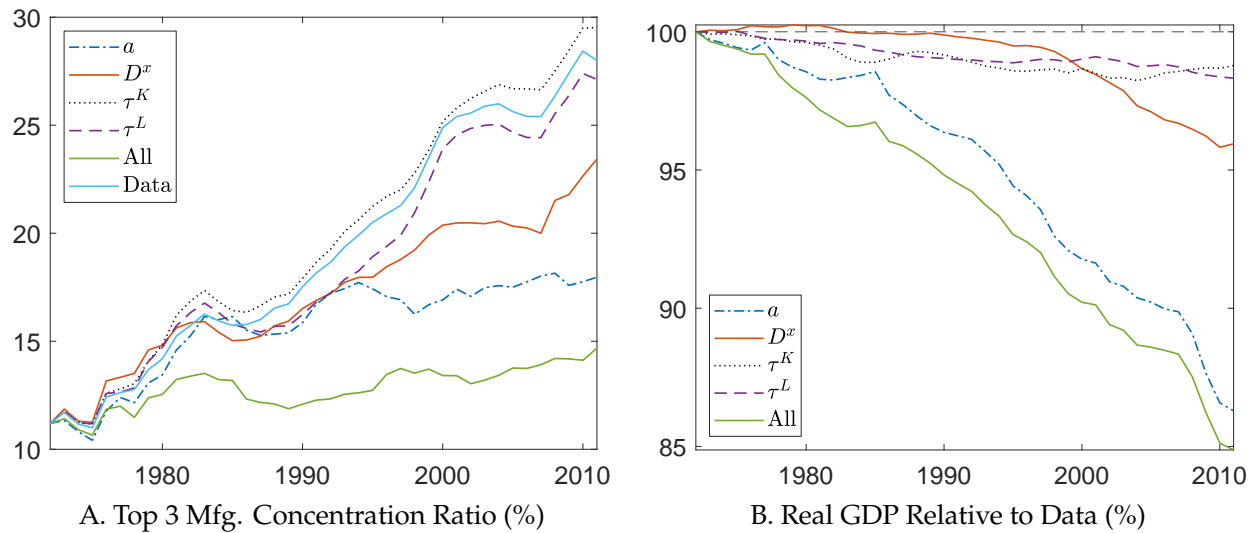 30
25
20
15
10
a
D^x
τ^K
τ^L
All
Data
1980 1990 2000 2010
A. Top 3 Mfg. Concentration Ratio (%)
100
95
90
85
a
D^x
τ^K
τ^L
All
1980 1990 2000 2010
B. Real GDP Relative to Data (%)